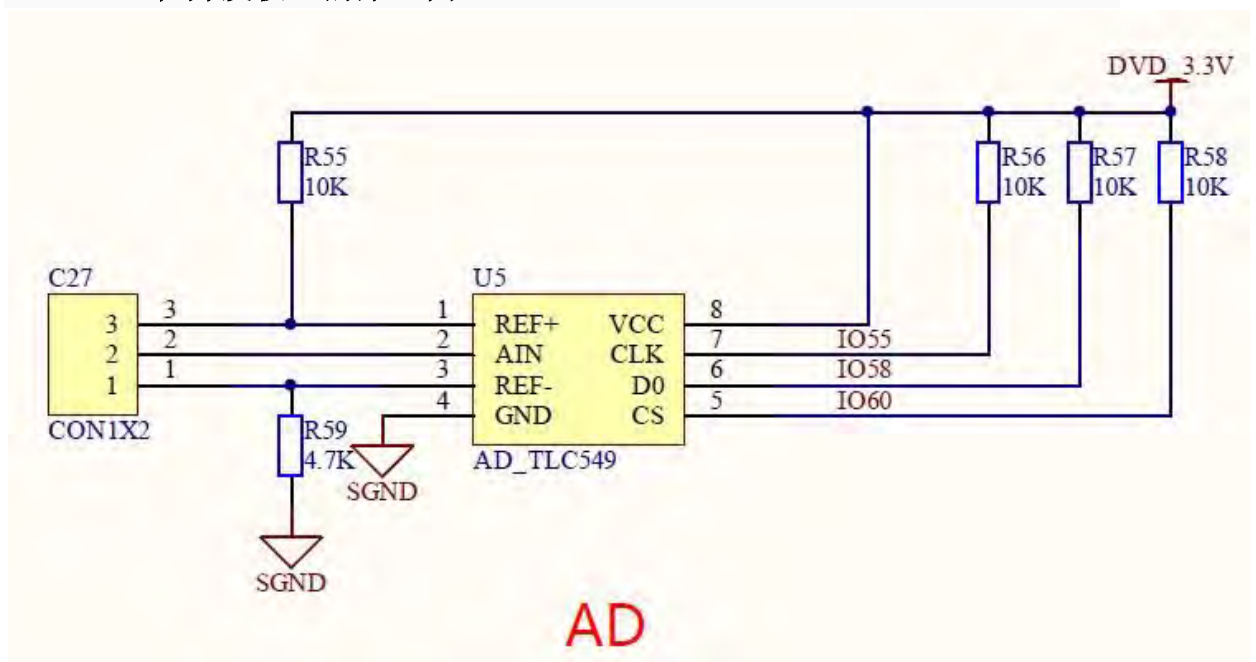 DVD_3.3V
R55
10K
R56
10K
R57
10K
R58
10K
C27
3
2
1
CON1X2
3
2
1
U5
1
2
3
4
REF+
AIN
REF-
GND
VCC
CLK
D0
CS
8
7
6
5
AD_TLC549
IO55
IO58
IO60
R59
4.7K
SGND
SGND
AD